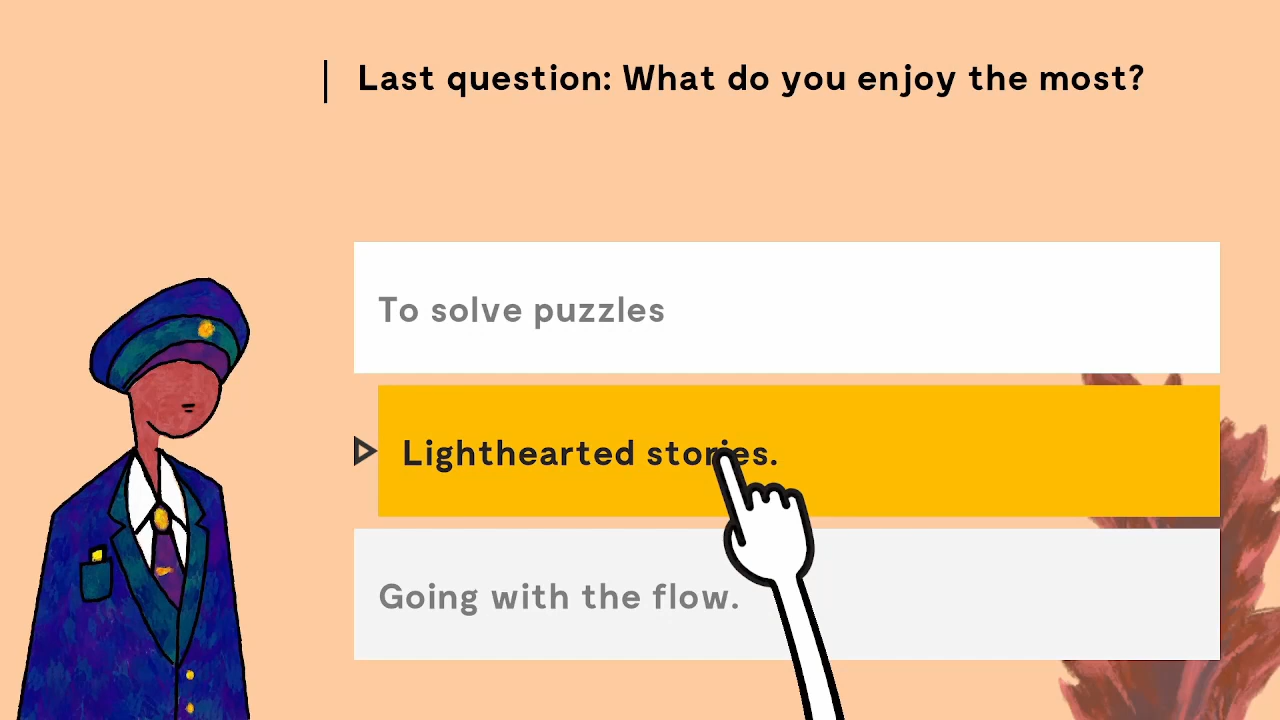 Last question: What do you enjoy the most?
To solve puzzles
Lighthearted stories.
Going with the flow.